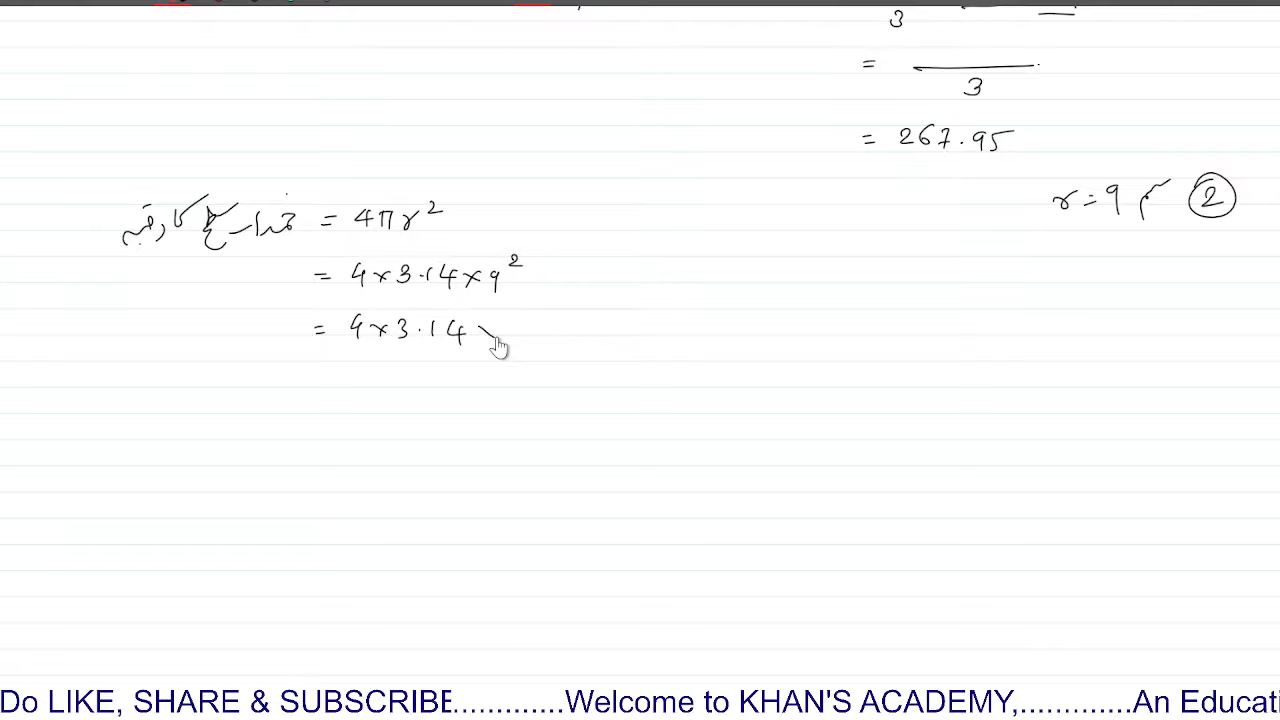 3
= ‾‾‾
3
= 267.95
r = 9 سم ②
خمدار سطح کا رقبہ = 4πr²
= 4×3.14×9²
= 4×3.14
Do LIKE, SHARE & SUBSCRIBE.............Welcome to KHAN'S ACADEMY,.............An Educati